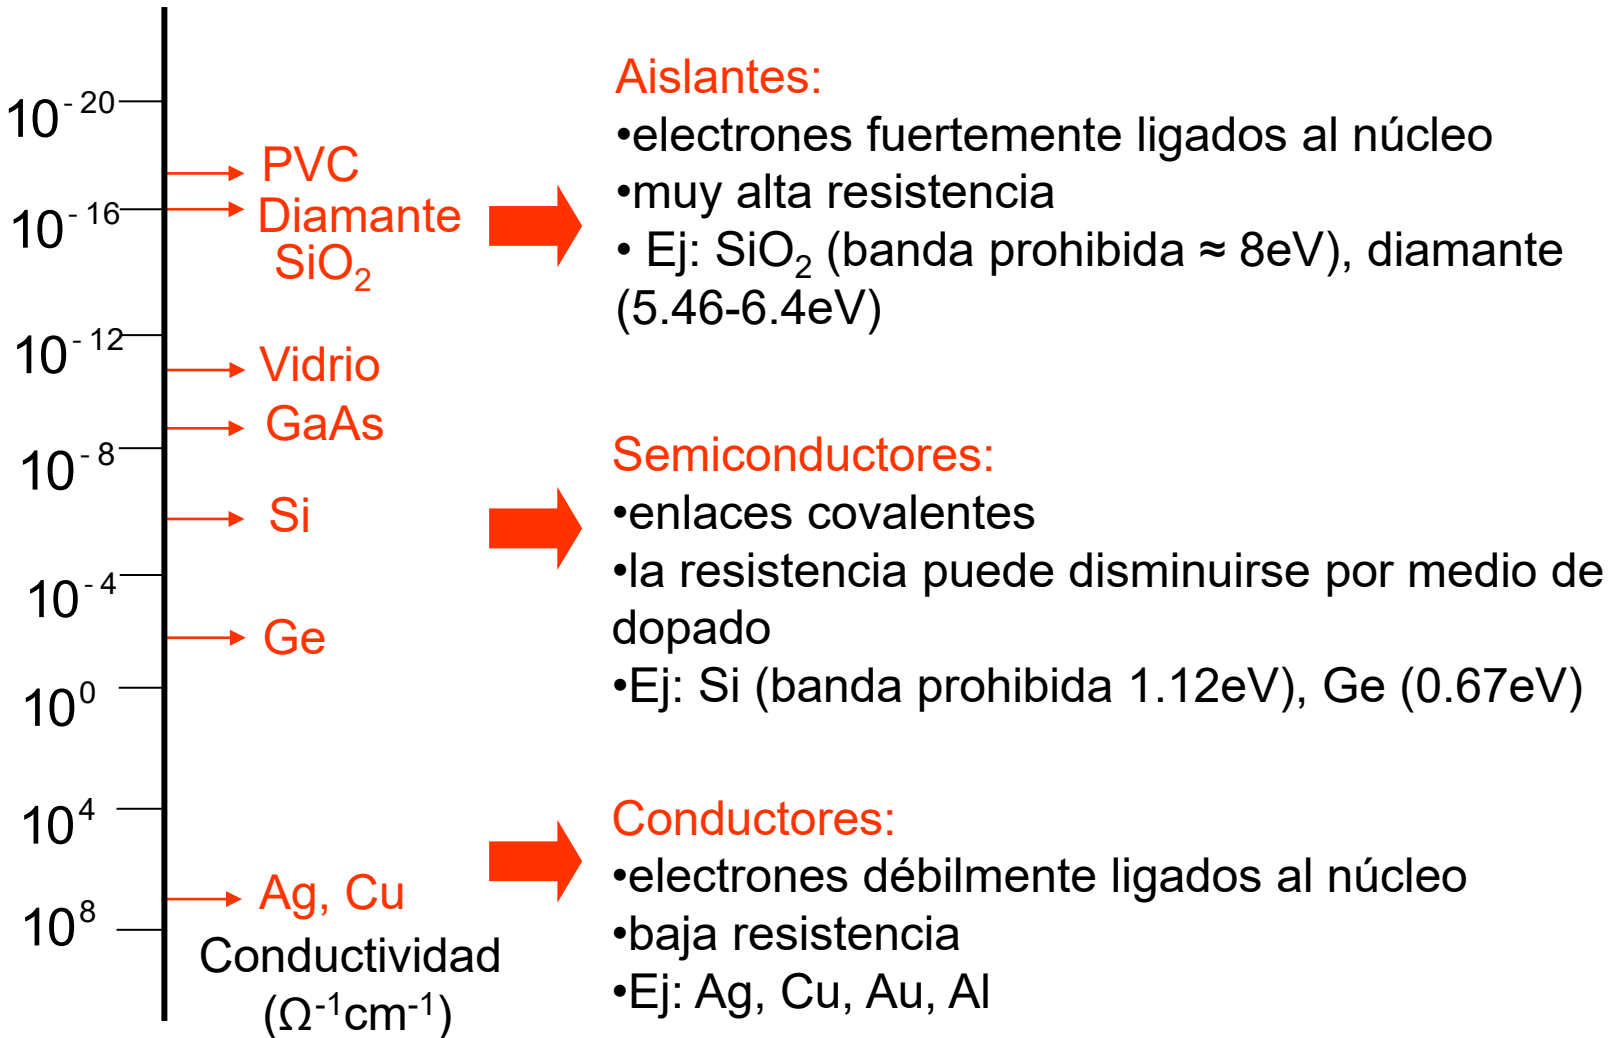 10⁻²⁰
PVC
10⁻¹⁶
Diamante
SiO₂
10⁻¹²
Vidrio
GaAs
10⁻⁸
Si
10⁻⁴
Ge
10⁰
10⁴
Ag, Cu
10⁸
Conductividad
(Ω⁻¹cm⁻¹)
Aislantes:
•electrones fuertemente ligados al núcleo
•muy alta resistencia
• Ej: SiO₂ (banda prohibida ≈ 8eV), diamante
(5.46-6.4eV)
Semiconductores:
•enlaces covalentes
•la resistencia puede disminuirse por medio de
dopado
•Ej: Si (banda prohibida 1.12eV), Ge (0.67eV)
Conductores:
•electrones débilmente ligados al núcleo
•baja resistencia
•Ej: Ag, Cu, Au, Al